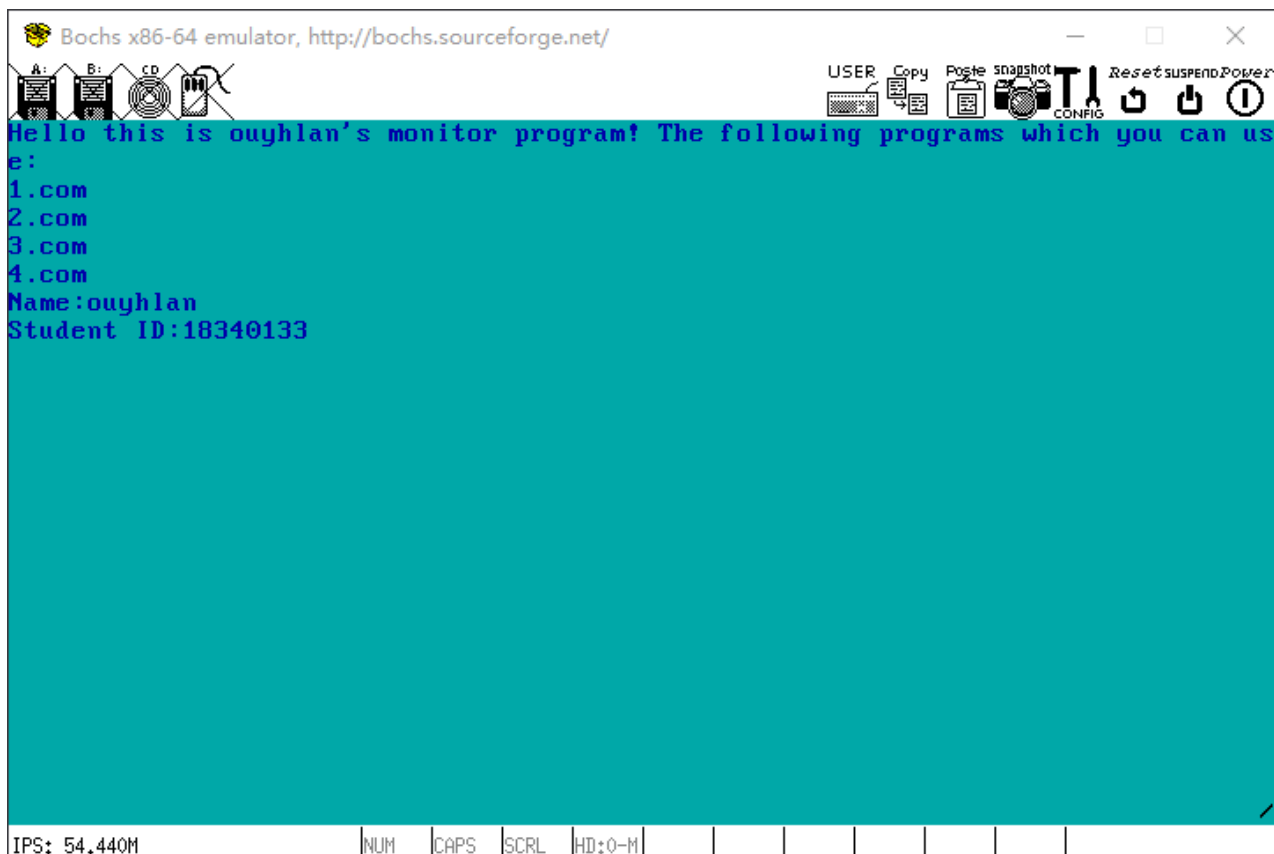 Bochs x86-64 emulator, http://bochs.sourceforge.net/
A: B: CD USER Copy Paste snapshot CONFIG Reset SUSPEND Power
Hello this is ouyhlan's monitor program! The following programs which you can us
e:
1.com
2.com
3.com
4.com
Name:ouyhlan
Student ID:18340133
/
IPS: 54.440M NUM CAPS SCRL HD:0-M